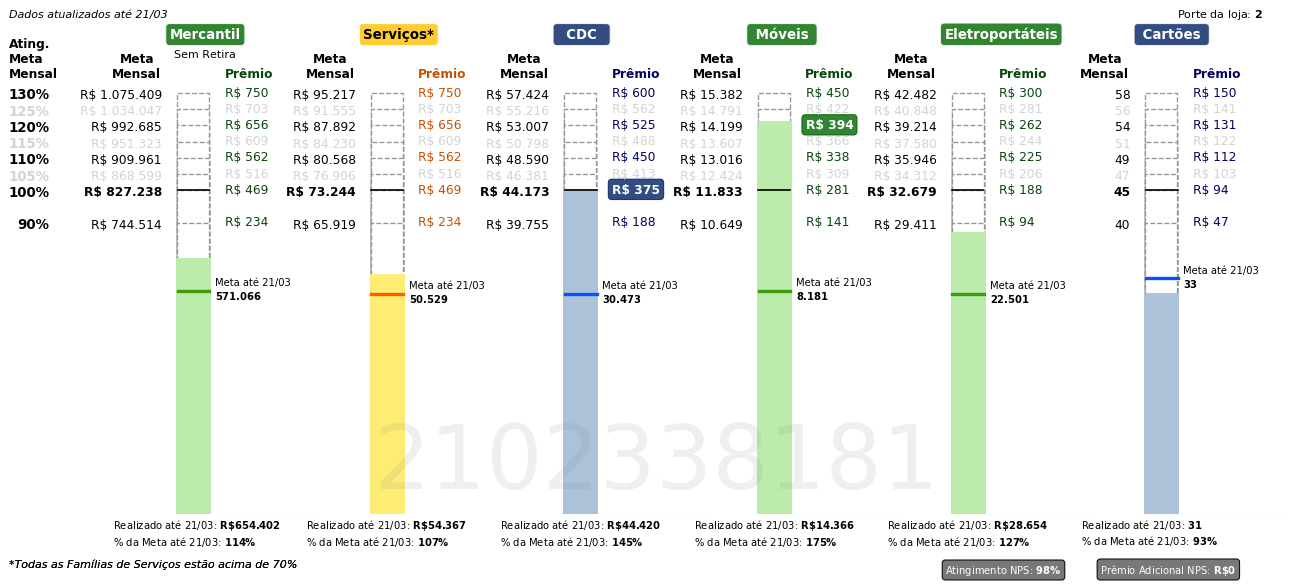 Dados atualizados até 21/03
Porte da loja: 2
Mercantil Serviços* CDC Móveis Eletroportáteis Cartões
Sem Retira
Ating. Meta Mensal
Meta Mensal Prêmio Meta Mensal Prêmio Meta Mensal Prêmio Meta Mensal Prêmio Meta Mensal Prêmio Meta Mensal Prêmio
130% R$ 1.075.409 R$ 750 R$ 95.217 R$ 750 R$ 57.424 R$ 600 R$ 15.382 R$ 450 R$ 42.482 R$ 300 58 R$ 150
125% R$ 1.034.047 R$ 703 R$ 91.555 R$ 703 R$ 55.216 R$ 562 R$ 14.791 R$ 422 R$ 40.848 R$ 281 56 R$ 141
120% R$ 992.685 R$ 656 R$ 87.892 R$ 656 R$ 53.007 R$ 525 R$ 14.199 R$ 394 R$ 39.214 R$ 262 54 R$ 131
115% R$ 951.323 R$ 609 R$ 84.230 R$ 609 R$ 50.798 R$ 488 R$ 13.607 R$ 366 R$ 37.580 R$ 244 51 R$ 122
110% R$ 909.961 R$ 562 R$ 80.568 R$ 562 R$ 48.590 R$ 450 R$ 13.016 R$ 338 R$ 35.946 R$ 225 49 R$ 112
105% R$ 868.599 R$ 516 R$ 76.906 R$ 516 R$ 46.381 R$ 413 R$ 12.424 R$ 309 R$ 34.312 R$ 206 47 R$ 103
100% R$ 827.238 R$ 469 R$ 73.244 R$ 469 R$ 44.173 R$ 375 R$ 11.833 R$ 281 R$ 32.679 R$ 188 45 R$ 94
90% R$ 744.514 R$ 234 R$ 65.919 R$ 234 R$ 39.755 R$ 188 R$ 10.649 R$ 141 R$ 29.411 R$ 94 40 R$ 47
Meta até 21/03 Meta até 21/03 Meta até 21/03 Meta até 21/03 Meta até 21/03 Meta até 21/03
571.066 50.529 30.473 8.181 22.501 33
2102338181
Realizado até 21/03: R$654.402 Realizado até 21/03: R$54.367 Realizado até 21/03: R$44.420 Realizado até 21/03: R$14.366 Realizado até 21/03: R$28.654 Realizado até 21/03: 31
% da Meta até 21/03: 114% % da Meta até 21/03: 107% % da Meta até 21/03: 145% % da Meta até 21/03: 175% % da Meta até 21/03: 127% % da Meta até 21/03: 93%
*Todas as Famílias de Serviços estão acima de 70%
Atingimento NPS: 98% Prêmio Adicional NPS: R$0